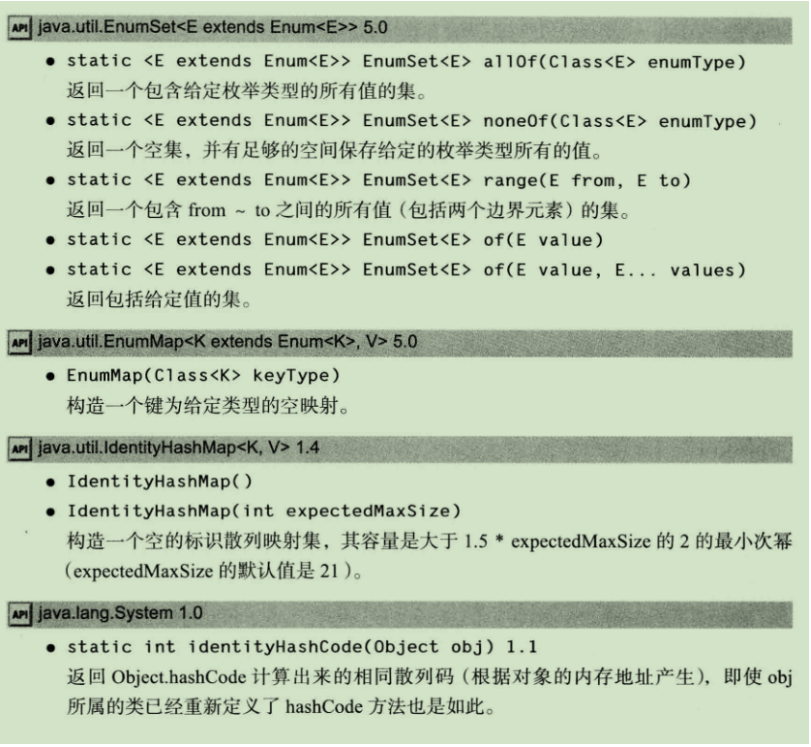 API java.util.EnumSet<E extends Enum<E>> 5.0
● static <E extends Enum<E>> EnumSet<E> allOf(Class<E> enumType)
返回一个包含给定枚举类型的所有值的集。
● static <E extends Enum<E>> EnumSet<E> noneOf(Class<E> enumType)
返回一个空集，并有足够的空间保存给定的枚举类型所有的值。
● static <E extends Enum<E>> EnumSet<E> range(E from, E to)
返回一个包含 from ~ to 之间的所有值（包括两个边界元素）的集。
● static <E extends Enum<E>> EnumSet<E> of(E value)
● static <E extends Enum<E>> EnumSet<E> of(E value, E... values)
返回包括给定值的集。
API java.util.EnumMap<K extends Enum<K>, V> 5.0
● EnumMap(Class<K> keyType)
构造一个键为给定类型的空映射。
API java.util.IdentityHashMap<K, V> 1.4
● IdentityHashMap()
● IdentityHashMap(int expectedMaxSize)
构造一个空的标识散列映射集，其容量是大于 1.5 * expectedMaxSize 的 2 的最小次幂
（expectedMaxSize 的默认值是 21）。
API java.lang.System 1.0
● static int identityHashCode(Object obj) 1.1
返回 Object.hashCode 计算出来的相同散列码（根据对象的内存地址产生），即使 obj
所属的类已经重新定义了 hashCode 方法也是如此。